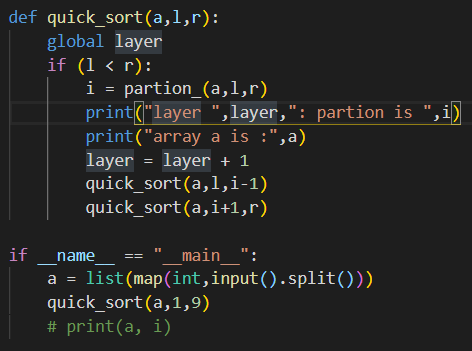 def quick_sort(a,l,r):
    global layer
    if (l < r):
        i = partion_(a,l,r)
        print("layer ",layer,": partion is ",i)
        print("array a is :",a)
        layer = layer + 1
        quick_sort(a,l,i-1)
        quick_sort(a,i+1,r)
if __name__ == "__main__":
    a = list(map(int,input().split()))
    quick_sort(a,1,9)
    # print(a, i)